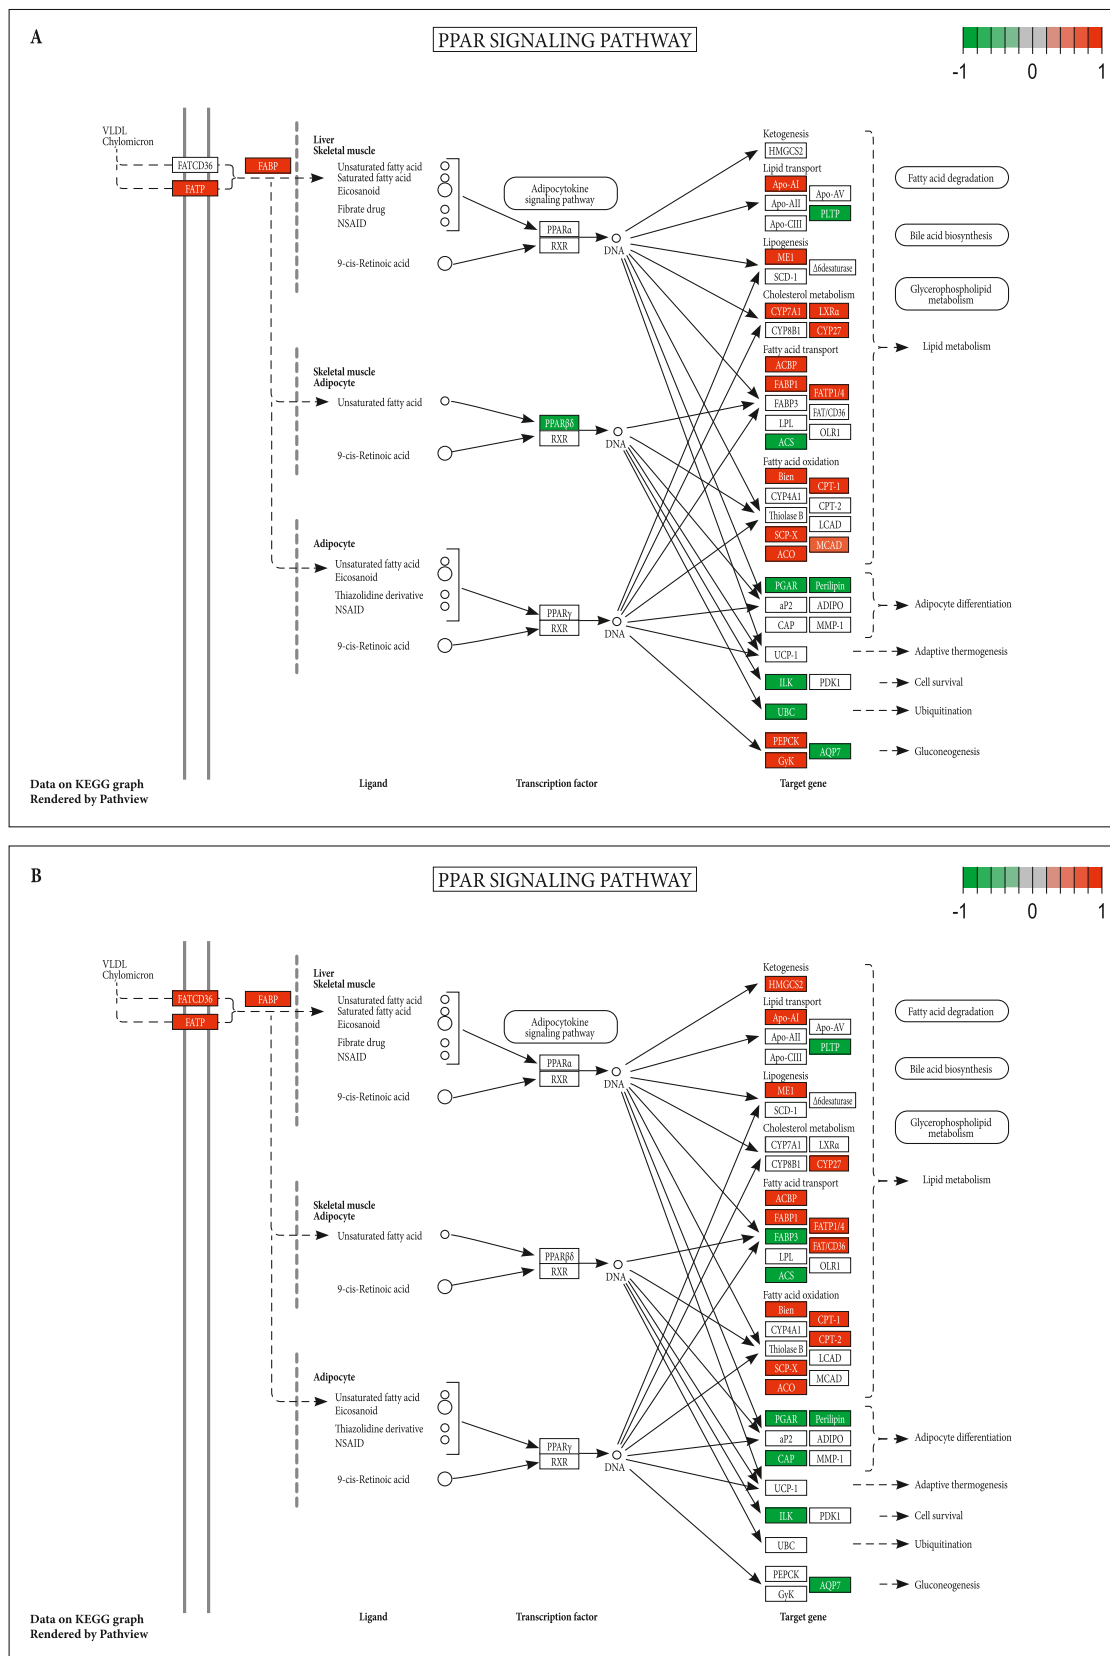 A
PPAR SIGNALING PATHWAY
-1 0 1
VLDL
Chylomicron
FATCD36
FATP
FABP
Liver
Skeletal muscle
Unsaturated fatty acid
Saturated fatty acid
Eicosanoid
Fibrate drug
NSAID
9-cis-Retinoic acid
Adipocytokine
signaling pathway
PPARα
RXR
DNA
Skeletal muscle
Adipocyte
Unsaturated fatty acid
9-cis-Retinoic acid
PPARβδ
RXR
DNA
Adipocyte
Unsaturated fatty acid
Eicosanoid
Thiazolidine derivative
NSAID
9-cis-Retinoic acid
PPARγ
RXR
DNA
Ketogenesis
HMGCS2
Lipid transport
Apo-AI
Apo-AV
Apo-AII
PLTP
Apo-CIII
Lipogenesis
ME1
Δ6desaturase
SCD-1
Cholesterol metabolism
CYP7A1 LXRα
CYP8B1 CYP27
Fatty acid transport
ACBP
FABP1
FATP1/4
FABP3
FAT/CD36
LPL
OLR1
ACS
Fatty acid oxidation
Bien
CPT-1
CYP4A1
CPT-2
Thiolase B
LCAD
SCP-X
MCAD
ACO
PGAR Perilipin
aP2 ADIPO
CAP MMP-1
UCP-1
ILK PDK1
UBC
PEPCK
AQP7
GyK
Fatty acid degradation
Bile acid biosynthesis
Glycerophospholipid
metabolism
Lipid metabolism
Adipocyte differentiation
Adaptive thermogenesis
Cell survival
Ubiquitination
Gluconeogenesis
Data on KEGG graph
Rendered by Pathview
Ligand
Transcription factor
Target gene
B
PPAR SIGNALING PATHWAY
-1 0 1
VLDL
Chylomicron
FATCD36
FATP
FABP
Liver
Skeletal muscle
Unsaturated fatty acid
Saturated fatty acid
Eicosanoid
Fibrate drug
NSAID
9-cis-Retinoic acid
Adipocytokine
signaling pathway
PPARα
RXR
DNA
Skeletal muscle
Adipocyte
Unsaturated fatty acid
9-cis-Retinoic acid
PPARβδ
RXR
DNA
Adipocyte
Unsaturated fatty acid
Eicosanoid
Thiazolidine derivative
NSAID
9-cis-Retinoic acid
PPARγ
RXR
DNA
Ketogenesis
HMGCS2
Lipid transport
Apo-AI
Apo-AV
Apo-AII
PLTP
Apo-CIII
Lipogenesis
ME1
Δ6desaturase
SCD-1
Cholesterol metabolism
CYP7A1 LXRα
CYP8B1 CYP27
Fatty acid transport
ACBP
FABP1
FATP1/4
FABP3
FAT/CD36
LPL
OLR1
ACS
Fatty acid oxidation
Bien
CPT-1
CYP4A1
CPT-2
Thiolase B
LCAD
SCP-X
MCAD
ACO
PGAR Perilipin
aP2 ADIPO
CAP MMP-1
UCP-1
ILK PDK1
UBC
PEPCK
AQP7
GyK
Fatty acid degradation
Bile acid biosynthesis
Glycerophospholipid
metabolism
Lipid metabolism
Adipocyte differentiation
Adaptive thermogenesis
Cell survival
Ubiquitination
Gluconeogenesis
Data on KEGG graph
Rendered by Pathview
Ligand
Transcription factor
Target gene